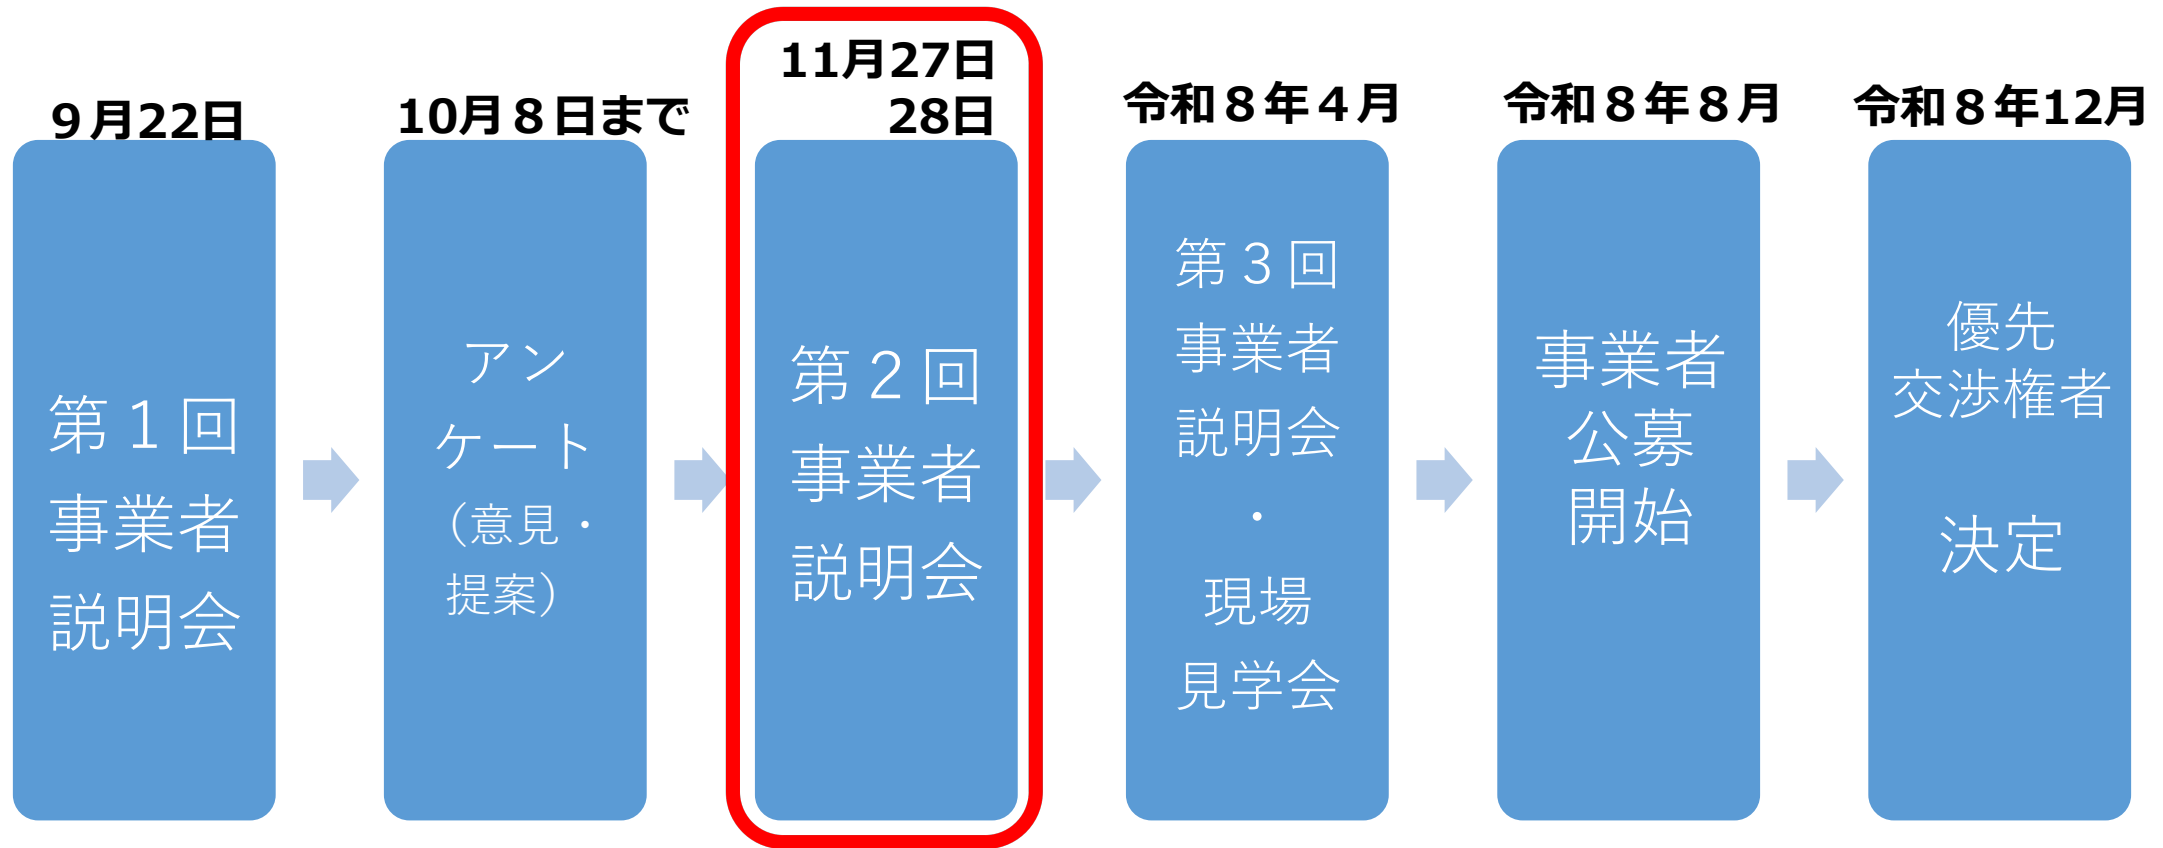 ９月22日
第１回
事業者
説明会
10月８日まで
アン
ケート
（意見・
提案）
11月27日
28日
第２回
事業者
説明会
令和８年４月
第３回
事業者
説明会
・
現場
見学会
令和８年８月
事業者
公募
開始
令和８年12月
優先
交渉権者
決定